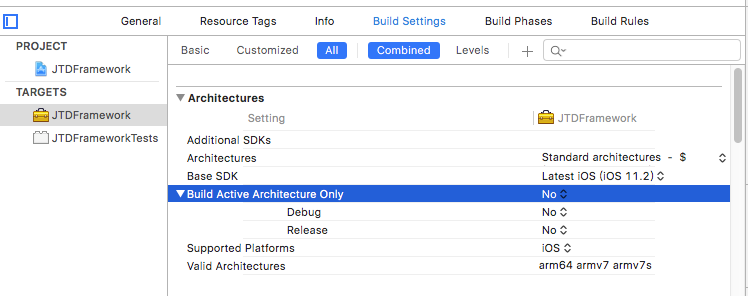 General Resource Tags Info Build Settings Build Phases Build Rules
PROJECT
JTDFramework
TARGETS
JTDFramework
JTDFrameworkTests
Basic Customized All Combined Levels +
Architectures
Setting JTDFramework
Additional SDKs
Architectures Standard architectures - $
Base SDK Latest iOS (iOS 11.2)
Build Active Architecture Only No
Debug No
Release No
Supported Platforms iOS
Valid Architectures arm64 armv7 armv7s